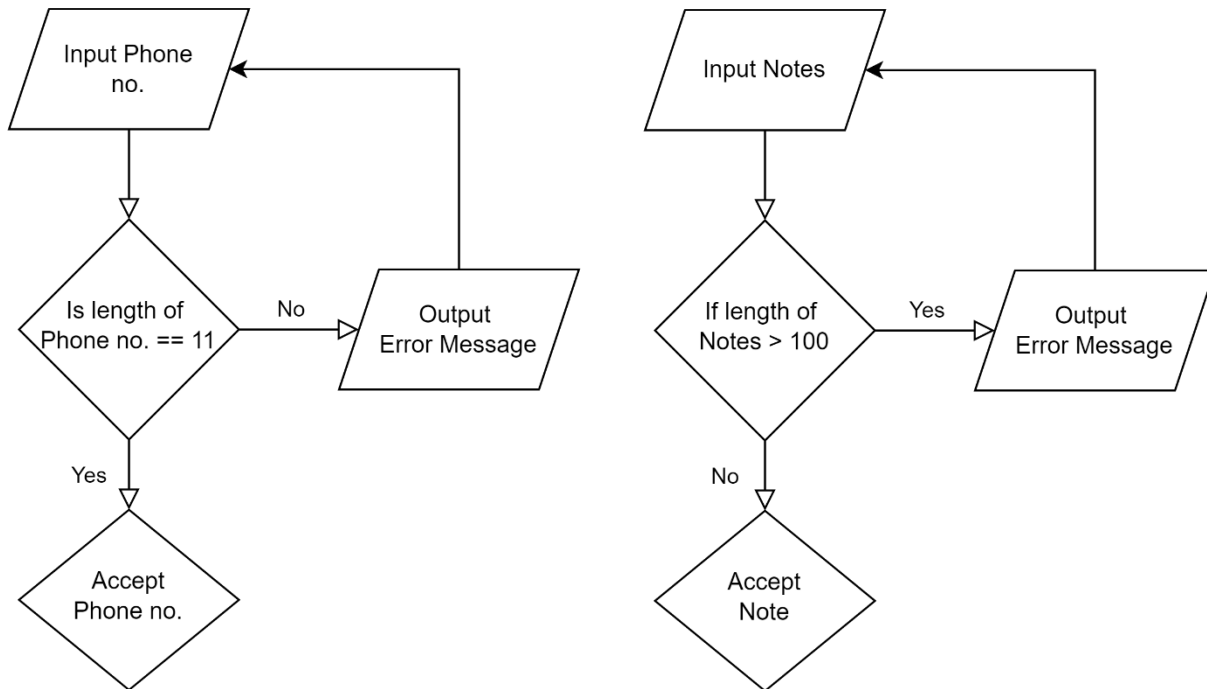 Input Phone
no.
Is length of
Phone no. == 11
No
Output
Error Message
Yes
Accept
Phone no.
Input Notes
If length of
Notes > 100
Yes
Output
Error Message
No
Accept
Note